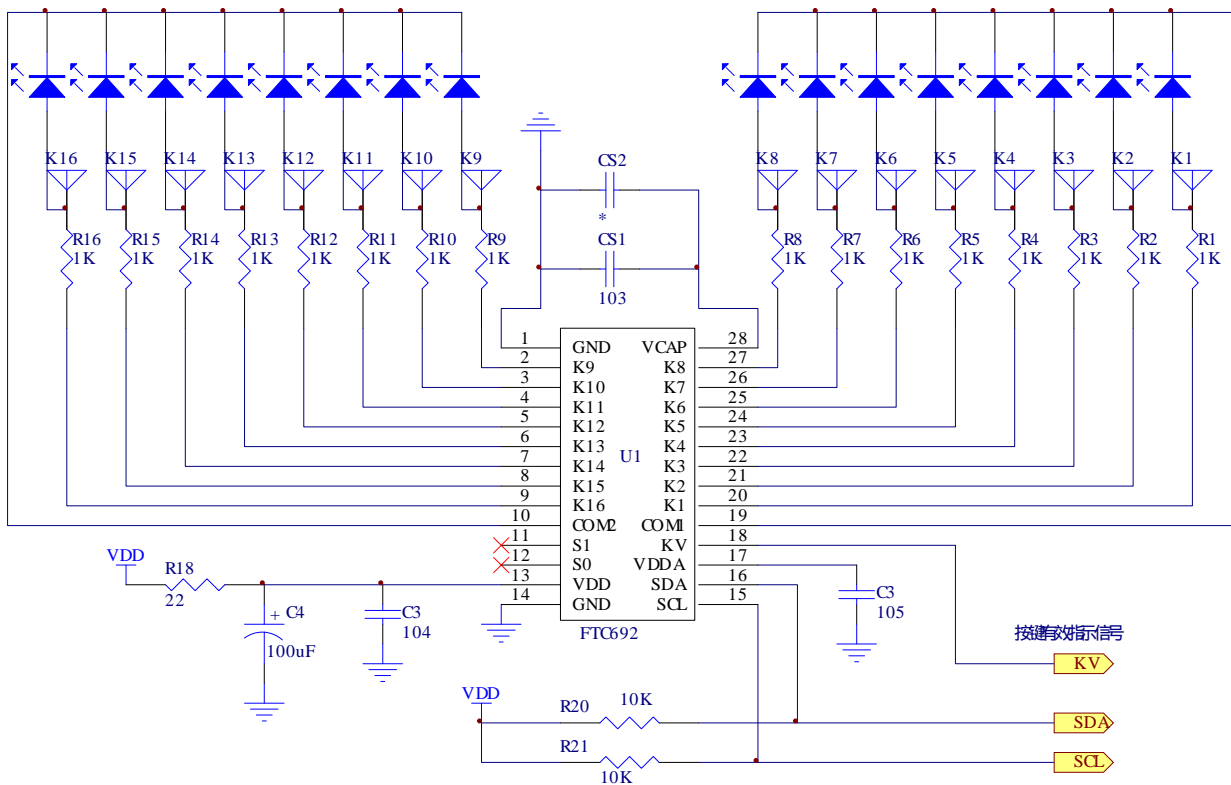 K16 K15 K14 K13 K12 K11 K10 K9
K8 K7 K6 K5 K4 K3 K2 K1
CS2
*
CS1
103
R16 R15 R14 R13 R12 R11 R10 R9
1K 1K 1K 1K 1K 1K 1K 1K
R8 R7 R6 R5 R4 R3 R2 R1
1K 1K 1K 1K 1K 1K 1K 1K
1 GND VCAP 28
2 K9 K8 27
3 K10 K7 26
4 K11 K6 25
5 K12 K5 24
6 K13 K4 23
U1
7 K14 K3 22
8 K15 K2 21
9 K16 K1 20
10 COM2 COM1 19
11 S1 KV 18
12 S0 VDDA 17
13 VDD SDA 16
14 GND SCL 15
FTC692
VDD
R18
22
+ C4
100uF
C3
104
C3
105
按键有效指示信号
KV
VDD
R20 10K
SDA
R21
10K
SCL